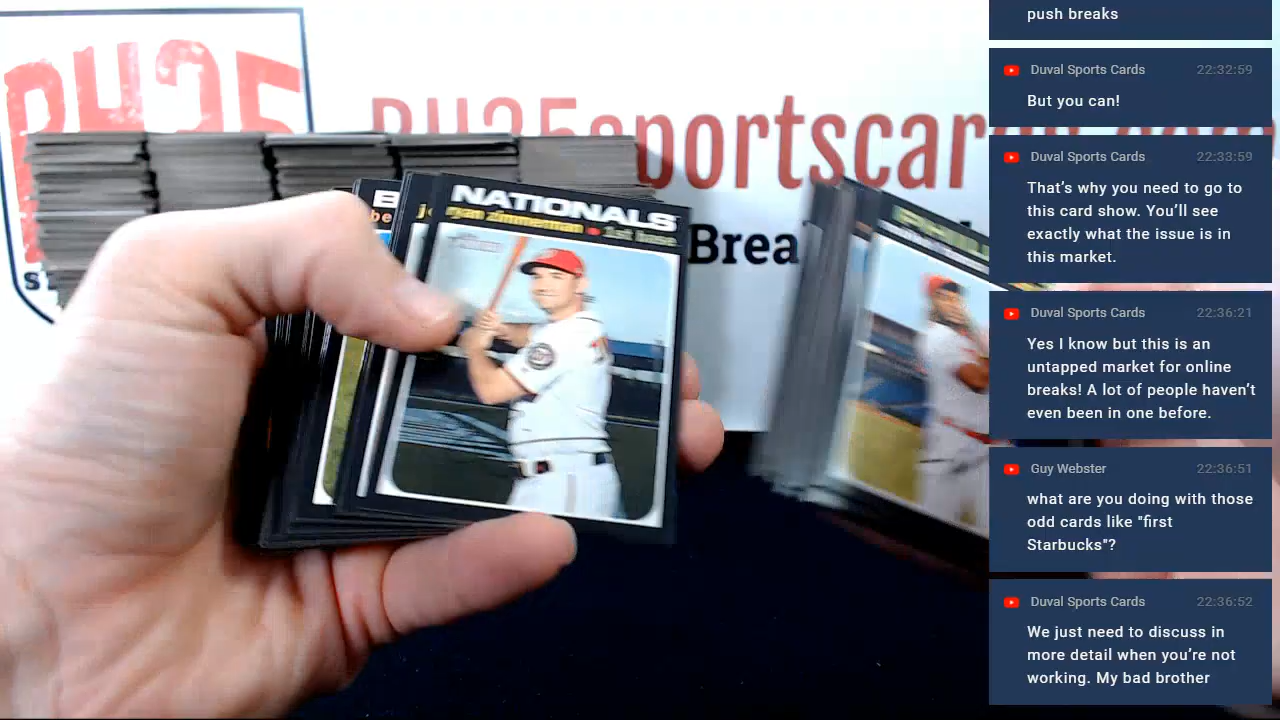 PH35
PH35sportscar
Brea
NATIONALS
ryan zimmerman • 1st base
PHILL
push breaks
Duval Sports Cards 22:32:59
But you can!
Duval Sports Cards 22:33:59
That's why you need to go to
this card show. You'll see
exactly what the issue is in
this market.
Duval Sports Cards 22:36:21
Yes I know but this is an
untapped market for online
breaks! A lot of people haven't
even been in one before.
Guy Webster 22:36:51
what are you doing with those
odd cards like "first
Starbucks"?
Duval Sports Cards 22:36:52
We just need to discuss in
more detail when you're not
working. My bad brother